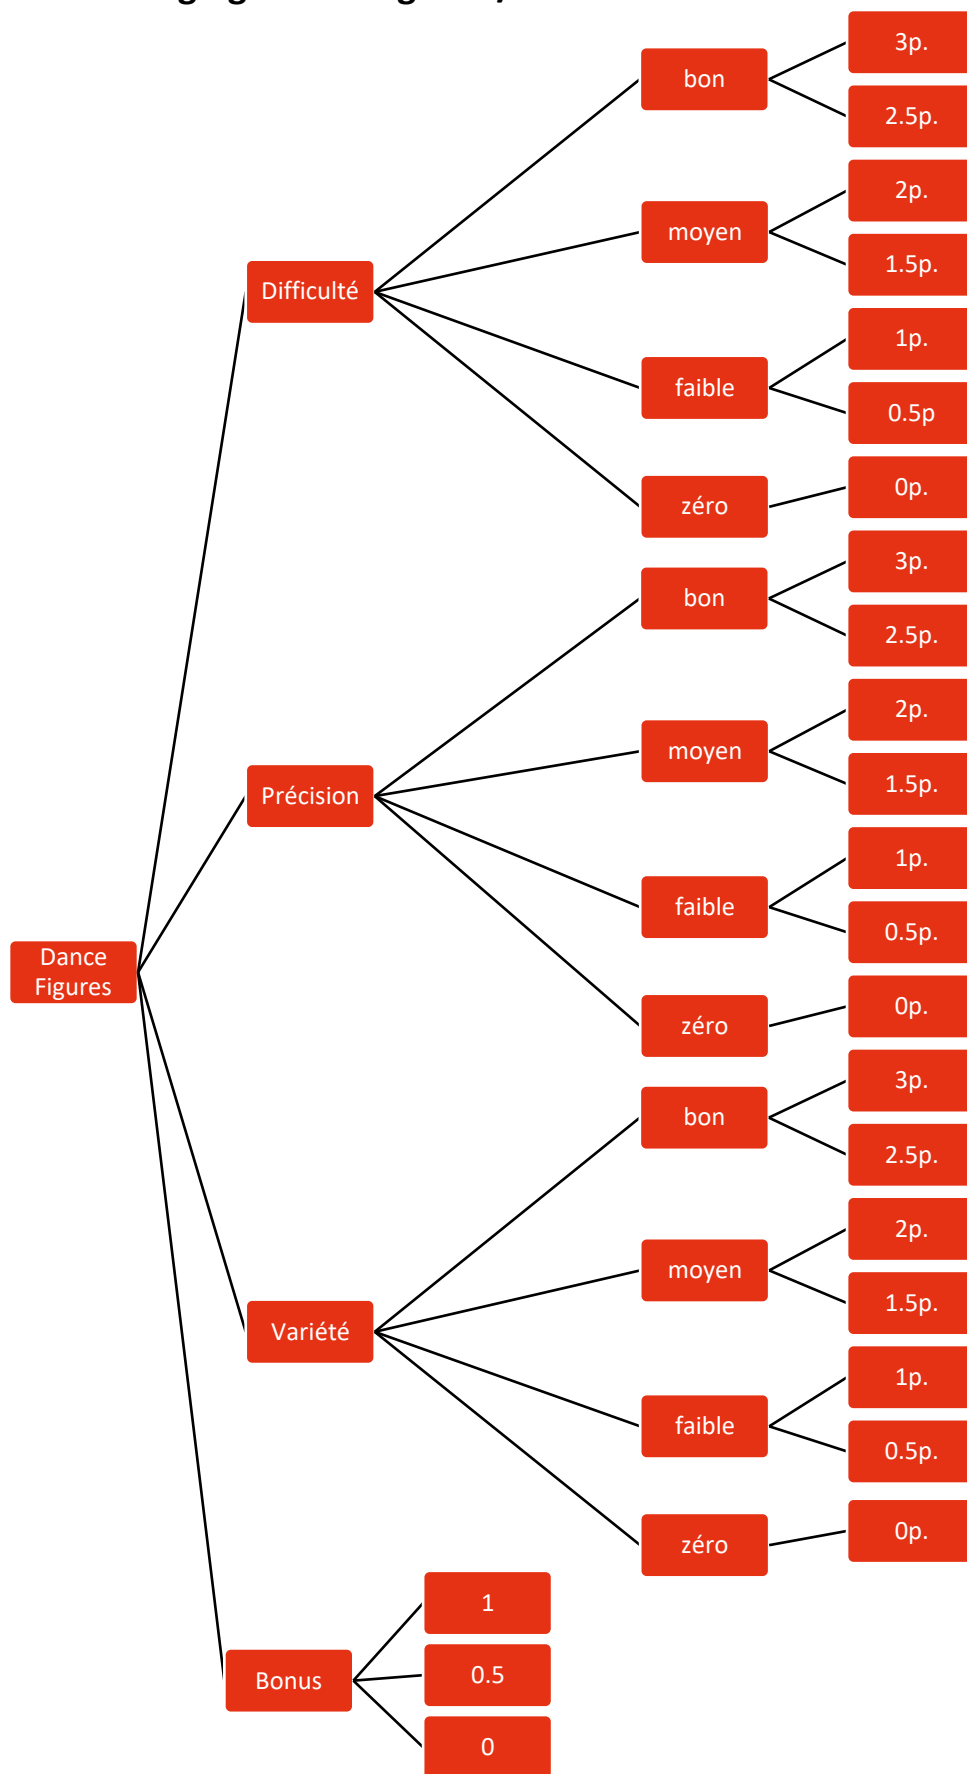 bon
3p.
2.5p.
moyen
2p.
1.5p.
Difficulté
faible
1p.
0.5p
zéro
0p.
bon
3p.
2.5p.
moyen
2p.
1.5p.
Précision
faible
1p.
0.5p.
Dance
Figures
zéro
0p.
bon
3p.
2.5p.
moyen
2p.
1.5p.
Variété
faible
1p.
0.5p.
zéro
0p.
Bonus
1
0.5
0